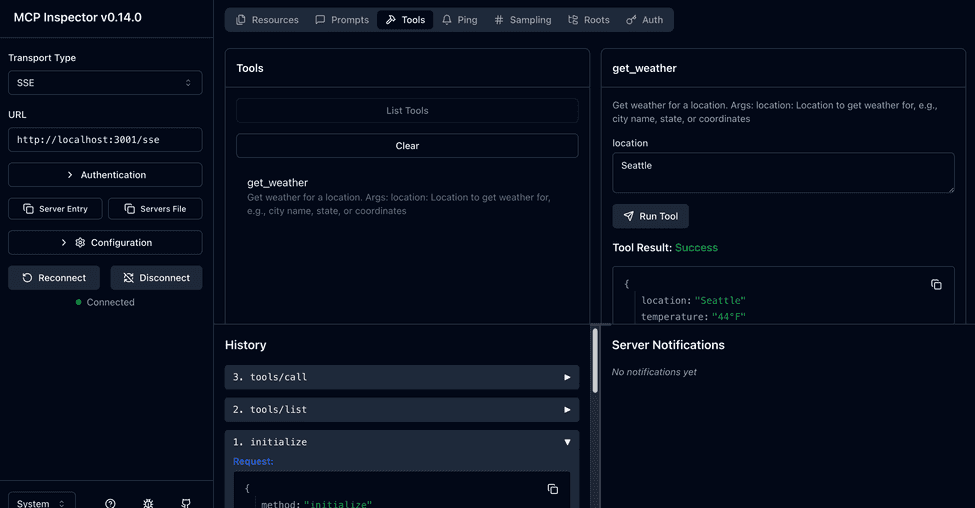 MCP Inspector v0.14.0
Transport Type
SSE
URL
http://localhost:3001/sse
Authentication
Server Entry
Servers File
Configuration
Reconnect
Disconnect
Connected
System
Resources
Prompts
Tools
Ping
Sampling
Roots
Auth
Tools
List Tools
Clear
get_weather
Get weather for a location. Args: location: Location to get weather for,
e.g., city name, state, or coordinates
get_weather
Get weather for a location. Args: location: Location to get weather for, e.g.,
city name, state, or coordinates
location
Seattle
Run Tool
Tool Result: Success
{
location: "Seattle"
temperature: "44°F"
History
3. tools/call
2. tools/list
1. initialize
Request:
{
method: "initialize"
Server Notifications
No notifications yet